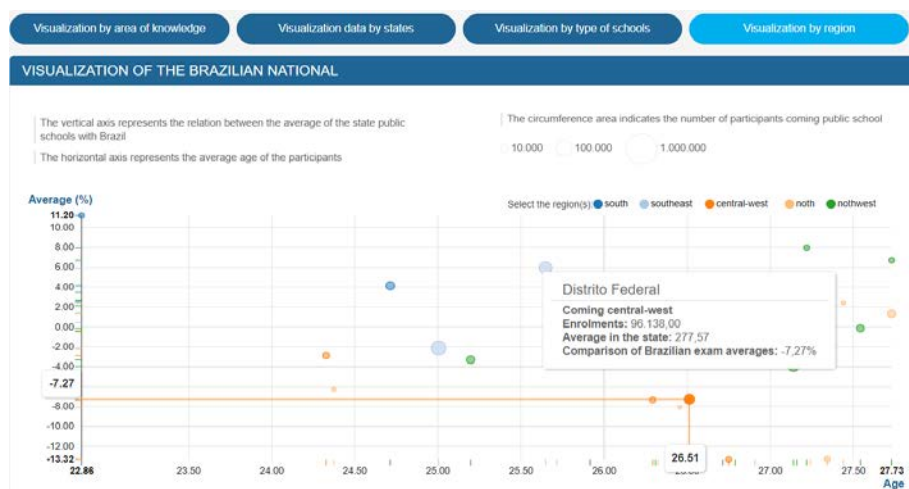 Visualization by area of knowledge
Visualization data by states
Visualization by type of schools
Visualization by region
VISUALIZATION OF THE BRAZILIAN NATIONAL
The vertical axis represents the relation between the average of the state public
schools with Brazil
The horizontal axis represents the average age of the participants
The circumference area indicates the number of participants coming public school
10.000
100.000
1.000.000
Average (%)
Select the region(s):
south
southeast
central-west
noth
nothwest
11.20
10.00
8.00
6.00
4.00
2.00
0.00
-2.00
-4.00
-7.27
-8.00
-10.00
-12.00
-13.32
Distrito Federal
Coming central-west
Enrolments: 96.138,00
Average in the state: 277,57
Comparison of Brazilian exam averages: -7,27%
26.51
22.86
23.50
24.00
24.50
25.00
25.50
26.00
27.00
27.50
27.73
Age